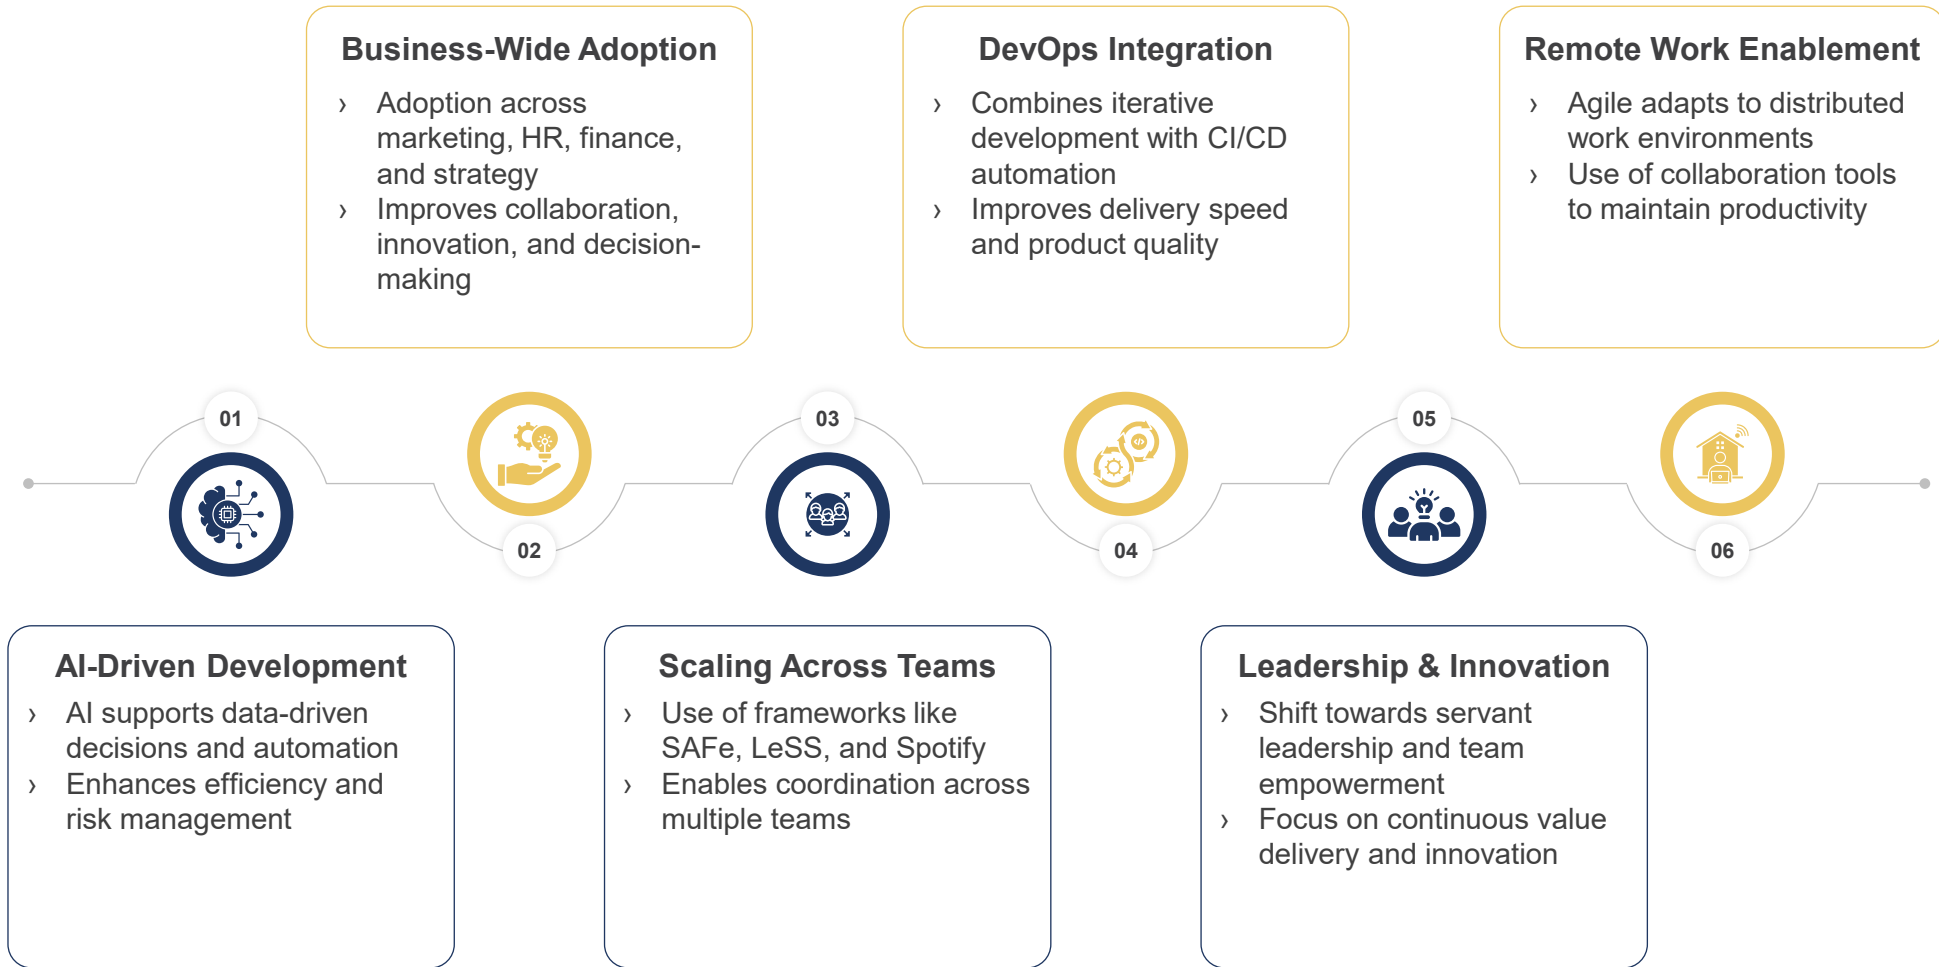 Business-Wide Adoption
› Adoption across
marketing, HR, finance,
and strategy
› Improves collaboration,
innovation, and decision-
making
DevOps Integration
› Combines iterative
development with CI/CD
automation
› Improves delivery speed
and product quality
Remote Work Enablement
› Agile adapts to distributed
work environments
› Use of collaboration tools
to maintain productivity
01
02
03
04
05
06
AI-Driven Development
› AI supports data-driven
decisions and automation
› Enhances efficiency and
risk management
Scaling Across Teams
› Use of frameworks like
SAFe, LeSS, and Spotify
› Enables coordination across
multiple teams
Leadership & Innovation
› Shift towards servant
leadership and team
empowerment
› Focus on continuous value
delivery and innovation